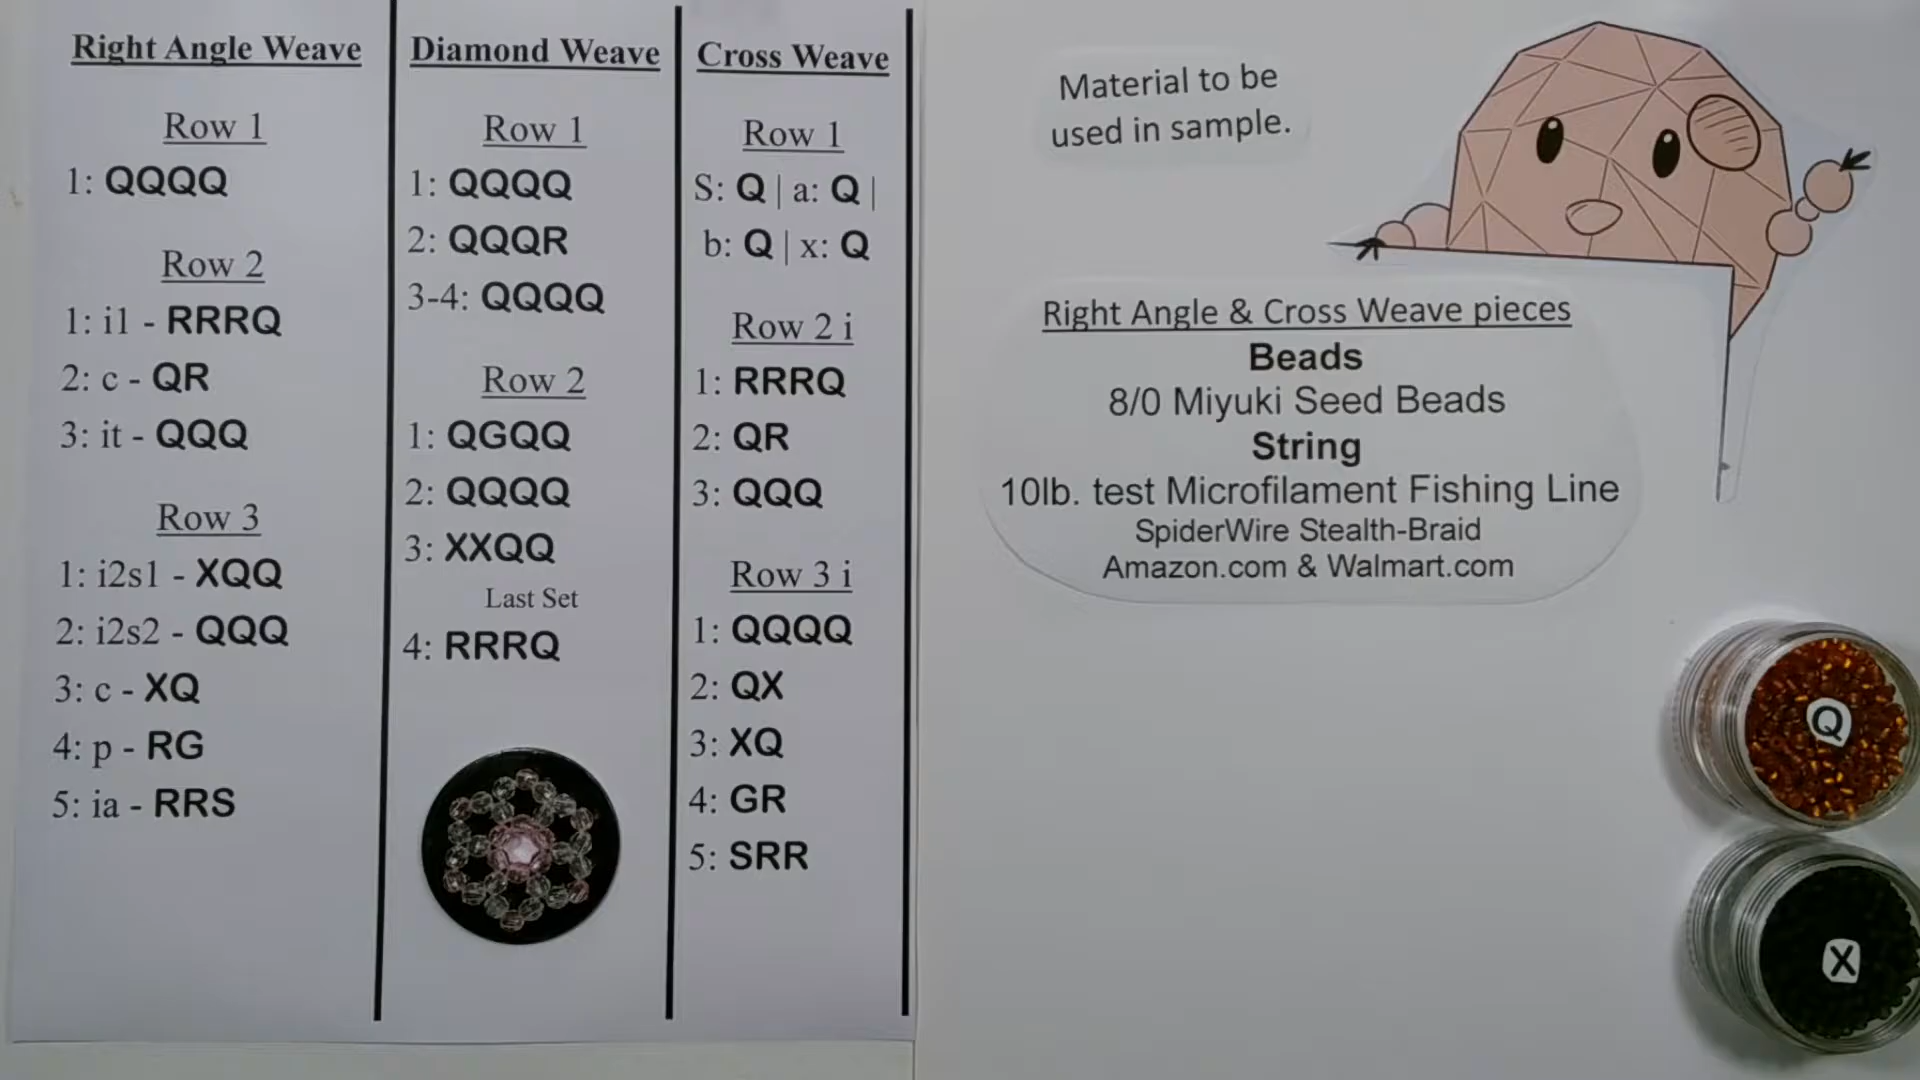 Right Angle Weave
Row 1
1: QQQQ
Row 2
1: i1 - RRRQ
2: c - QR
3: it - QQQ
Row 3
1: i2s1 - XQQ
2: i2s2 - QQQ
3: c - XQ
4: p - RG
5: ia - RRS
Diamond Weave
Row 1
1: QQQQ
2: QQQR
3-4: QQQQ
Row 2
1: QGQQ
2: QQQQ
3: XXQQ
Last Set
4: RRRQ
Cross Weave
Row 1
S: Q | a: Q |
b: Q | x: Q
Row 2 i
1: RRRQ
2: QR
3: QQQ
Row 3 i
1: QQQQ
2: QX
3: XQ
4: GR
5: SRR
Material to be
used in sample.
Right Angle & Cross Weave pieces
Beads
8/0 Miyuki Seed Beads
String
10lb. test Microfilament Fishing Line
SpiderWire Stealth-Braid
Amazon.com & Walmart.com
Q
X